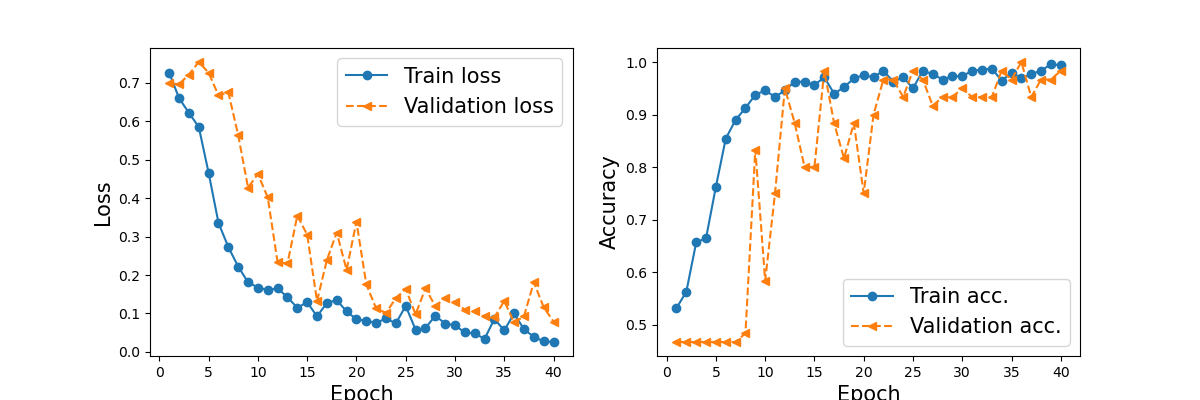 Train loss
Validation loss
Loss
0.7
0.6
0.5
0.4
0.3
0.2
0.1
0.0
0 5 10 15 20 25 30 35 40
Epoch
Accuracy
1.0
0.9
0.8
0.7
0.6
0.5
Train acc.
Validation acc.
0 5 10 15 20 25 30 35 40
Epoch